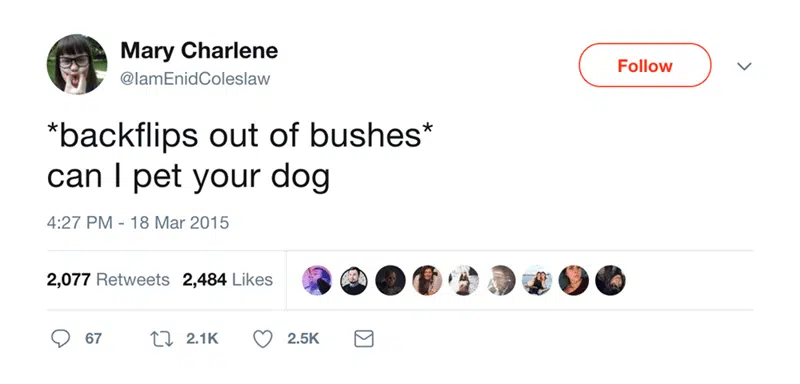 Mary Charlene
@IamEnidColeslaw
Follow
*backflips out of bushes*
can I pet your dog
4:27 PM - 18 Mar 2015
2,077 Retweets 2,484 Likes
67 2.1K 2.5K